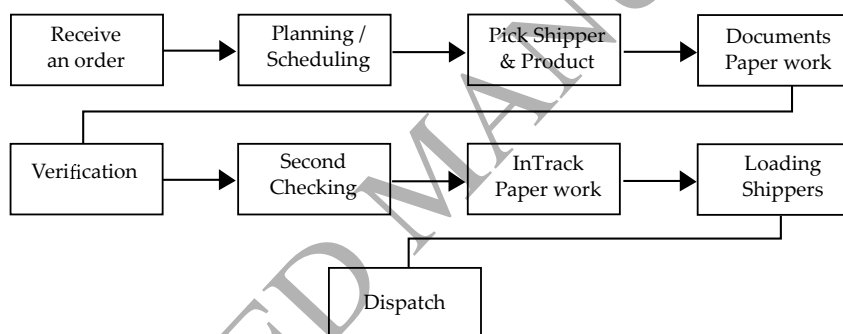 Receive
an order
Planning /
Scheduling
Pick Shipper
& Product
Documents
Paper work
Verification
Second
Checking
InTrack
Paper work
Loading
Shippers
Dispatch